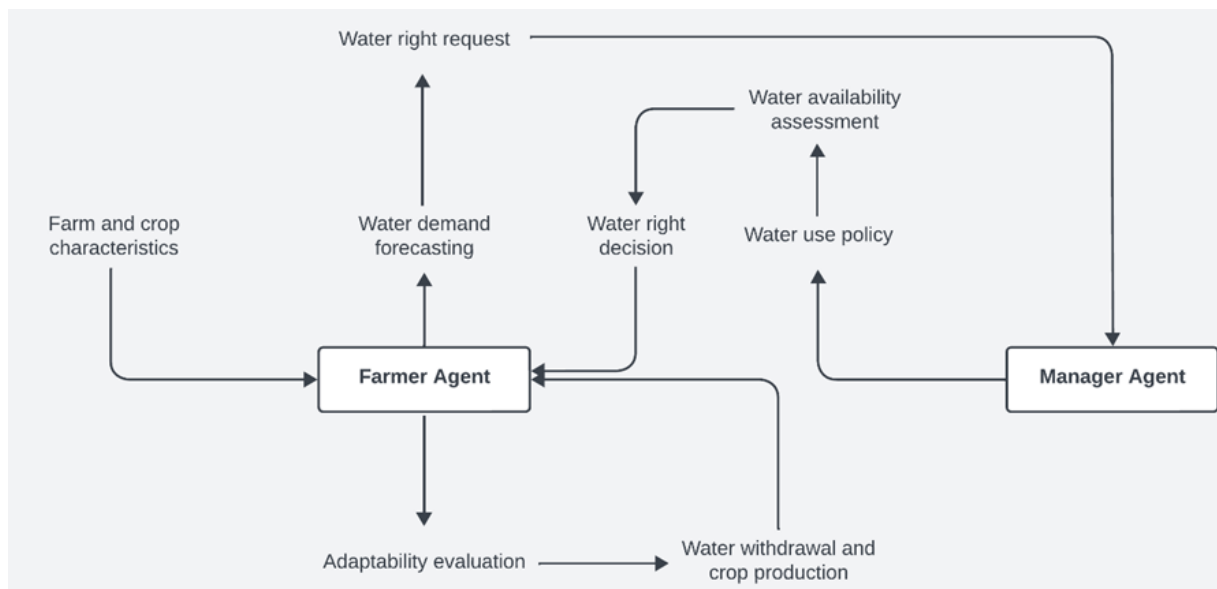 Water right request
Water availability
assessment
Farm and crop
characteristics
Water demand
forecasting
Water right
decision
Water use policy
Farmer Agent
Manager Agent
Adaptability evaluation
Water withdrawal and
crop production